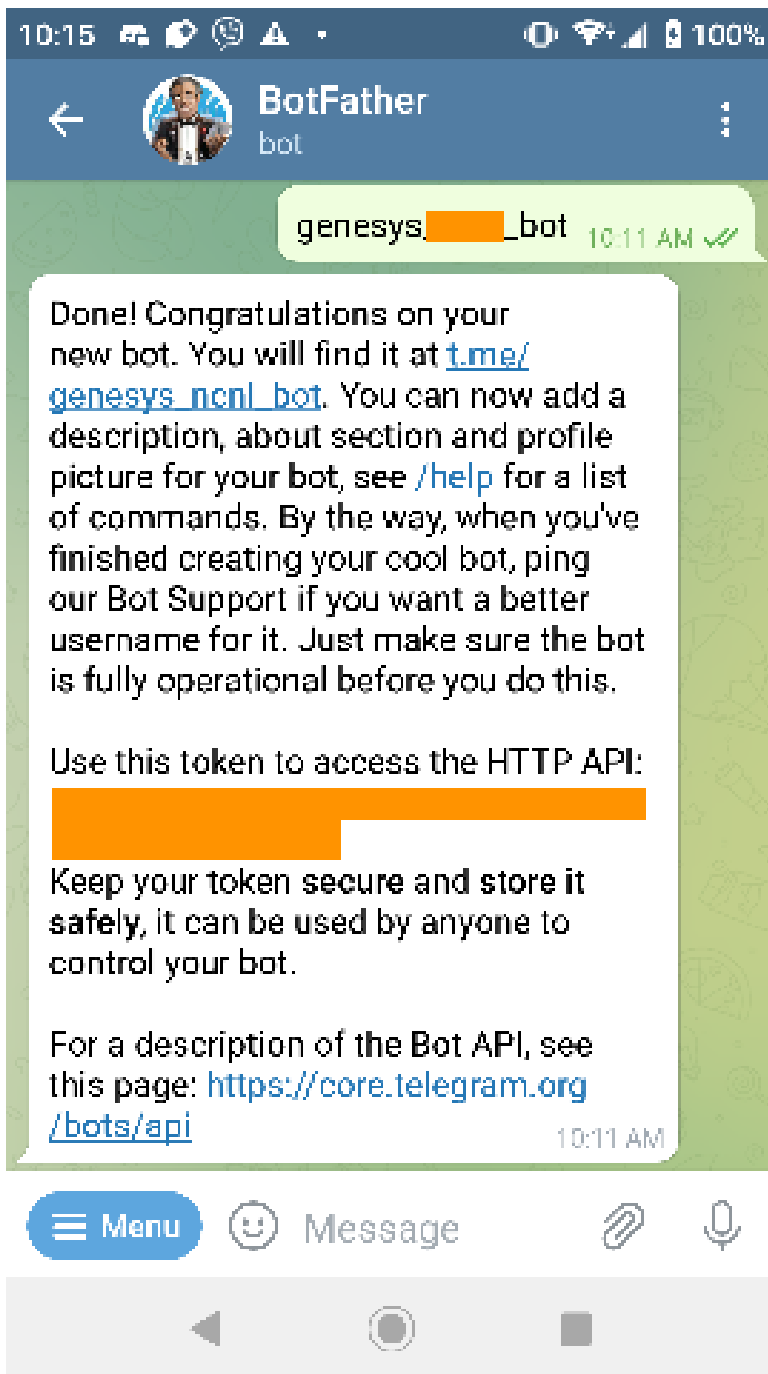 10:15
100%
BotFather
bot
genesys_ _bot 10:11 AM
Done! Congratulations on your
new bot. You will find it at t.me/
genesys_ncnl_bot. You can now add a
description, about section and profile
picture for your bot, see /help for a list
of commands. By the way, when you've
finished creating your cool bot, ping
our Bot Support if you want a better
username for it. Just make sure the bot
is fully operational before you do this.
Use this token to access the HTTP API:
Keep your token secure and store it
safely, it can be used by anyone to
control your bot.
For a description of the Bot API, see
this page: https://core.telegram.org
/bots/api
10:11 AM
Menu
Message